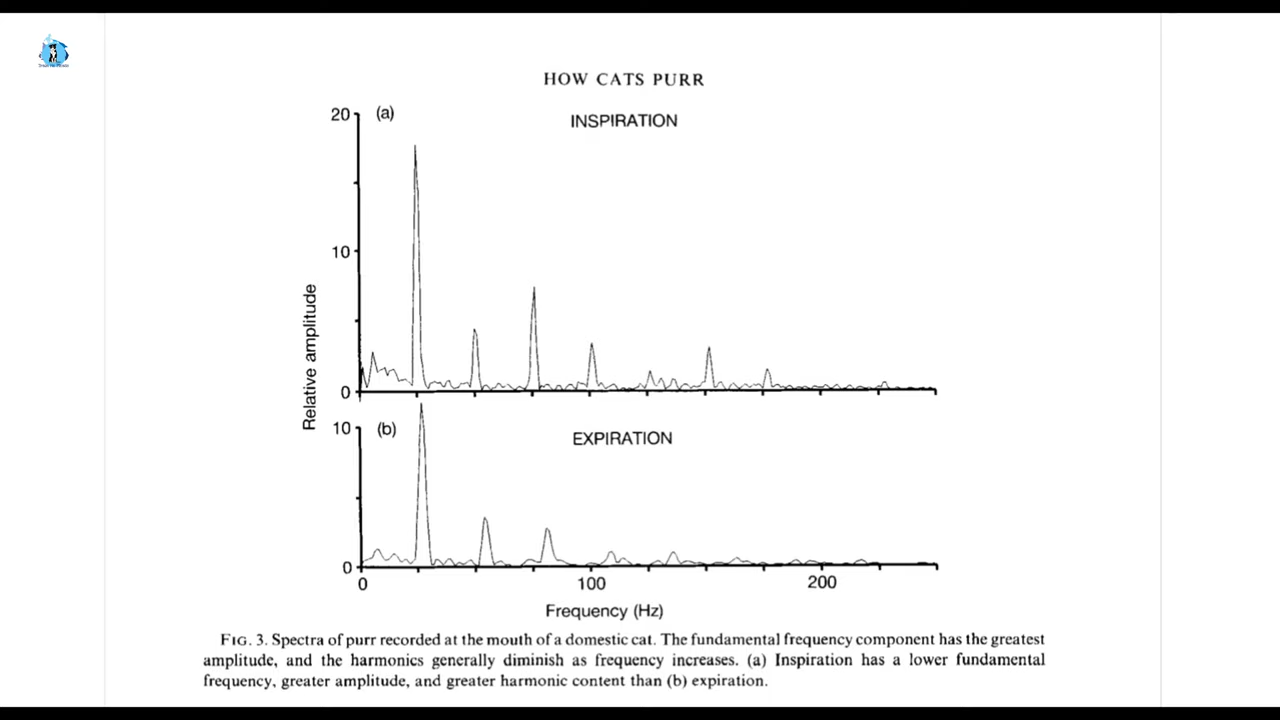 HOW CATS PURR
20
(a)
INSPIRATION
10
0
Relative amplitude
10
(b)
EXPIRATION
0
0
100
200
Frequency (Hz)
FIG. 3. Spectra of purr recorded at the mouth of a domestic cat. The fundamental frequency component has the greatest
amplitude, and the harmonics generally diminish as frequency increases. (a) Inspiration has a lower fundamental
frequency, greater amplitude, and greater harmonic content than (b) expiration.